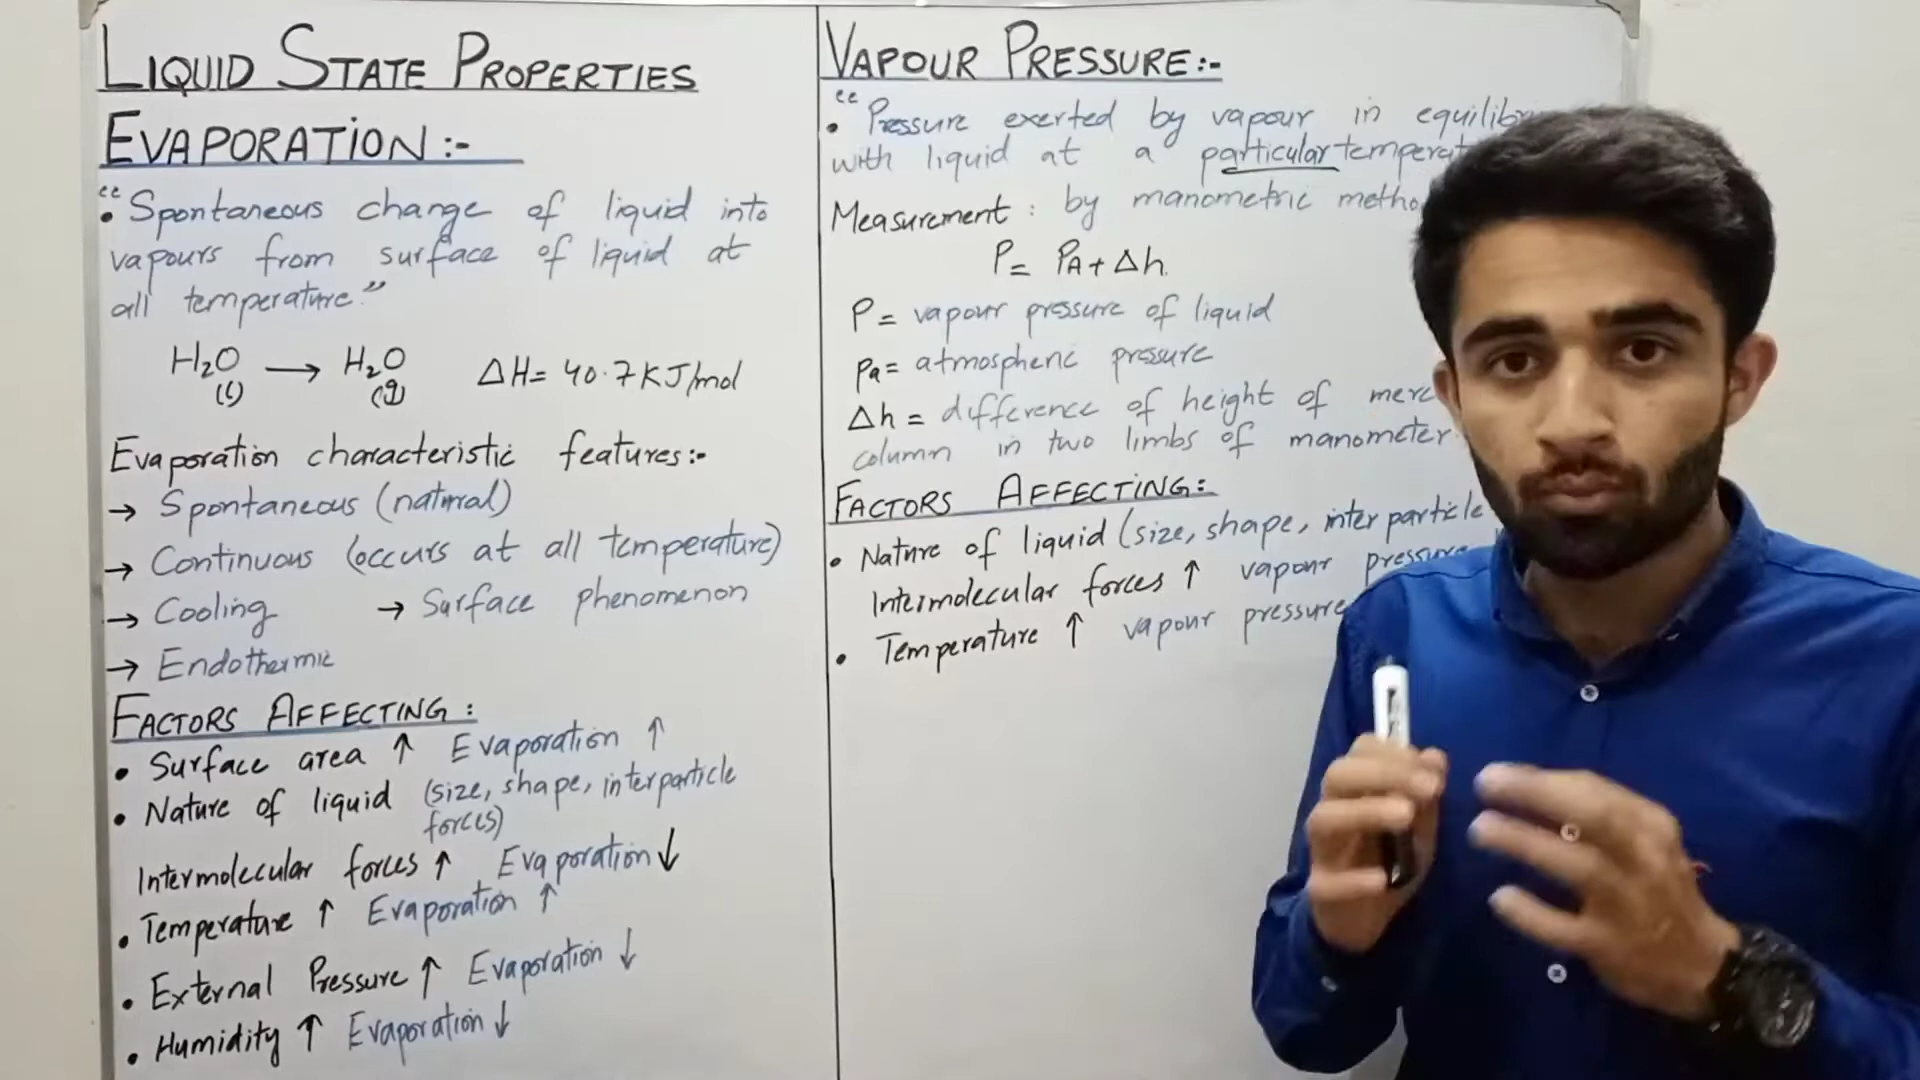 LIQUID STATE PROPERTIES
EVAPORATION :-
“• Spontaneous change of liquid into
vapours from surface of liquid at
all temperature.”
H₂O (l) → H₂O (g) ΔH= 40.7 KJ/mol
Evaporation characteristic features:-
→ Spontaneous (natural)
→ Continuous (occurs at all temperature)
→ Cooling → Surface phenomenon
→ Endothermic
FACTORS AFFECTING :
• Surface area ↑ Evaporation ↑
• Nature of liquid (size, shape, interparticle
forces)
Intermolecular forces ↑ Evaporation ↓
• Temperature ↑ Evaporation ↑
• External Pressure ↑ Evaporation ↓
• Humidity ↑ Evaporation ↓
VAPOUR PRESSURE :-
“• Pressure exerted by vapour in
with liquid at a particular
Measurement : by manometric
P = PA + Δh.
P = vapour pressure of liquid
Pa = atmospheric pressure
Δh = difference of height of
column in two limbs of manometer
FACTORS AFFECTING :
• Nature of liquid (size, shape, inter particle
Intermolecular forces ↑ vapour pressure
• Temperature ↑ vapour pressure